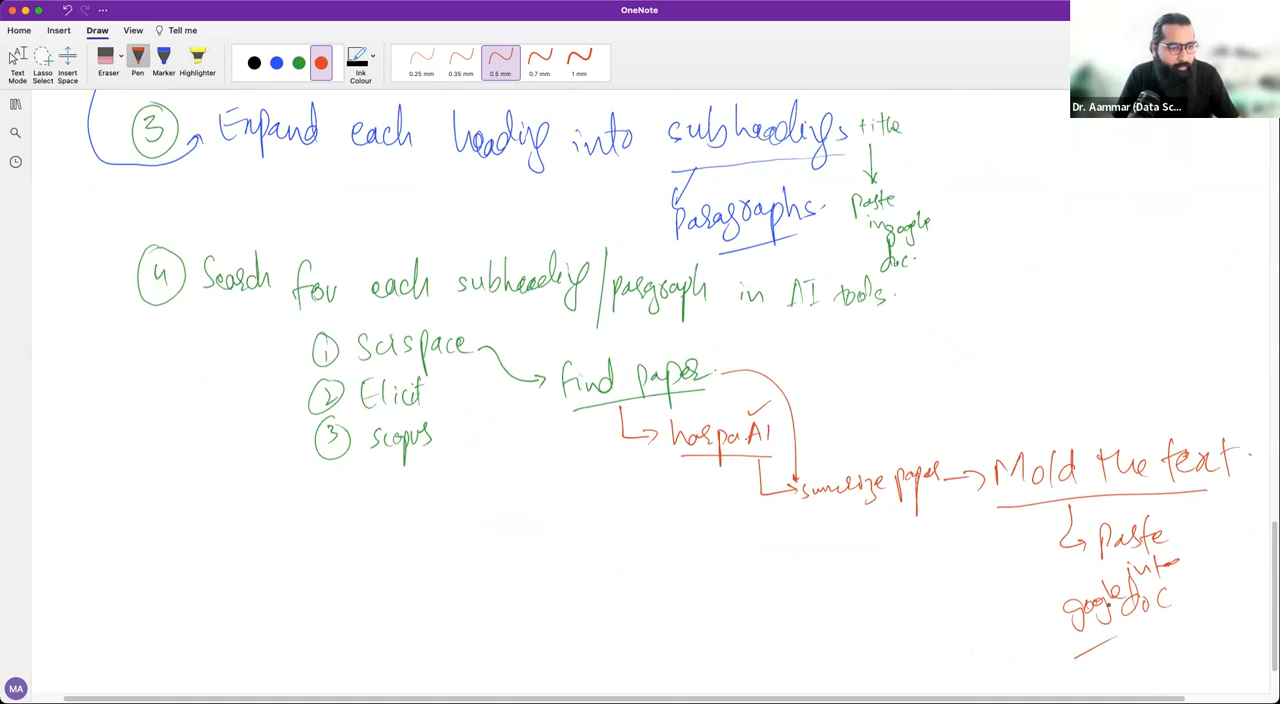 OneNote
Home Insert Draw View Tell me
Text Mode
Lasso Select
Insert Space
Eraser
Pen
Marker
Highlighter
Ink Colour
0.25 mm
0.35 mm
0.5 mm
0.7 mm
1 mm
Dr. Aammar (Data Sc...
3 Expand each heading into subheadings title
Paragraphs.
paste
in google
doc.
4 Search for each subheading/paragraph in AI tools.
1 SciSpace
find paper.
2 Elicit
3 scopus
harpa.AI
sumrize paper
Mold the text.
Paste
into
google doc
MA